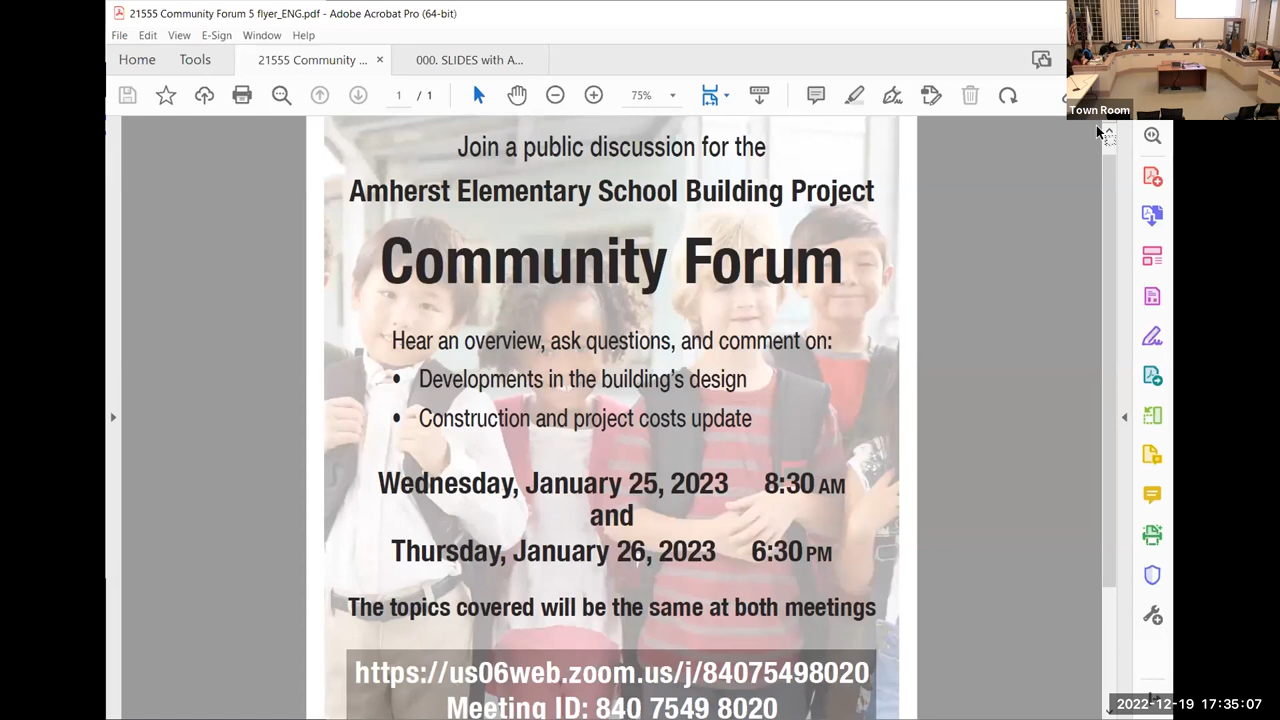 21555 Community Forum 5 flyer_ENG.pdf - Adobe Acrobat Pro (64-bit)
File Edit View E-Sign Window Help
Home Tools 21555 Community ... × 000. SLIDES with A...
1 / 1 75%
Town Room
Join a public discussion for the
Amherst Elementary School Building Project
Community Forum
Hear an overview, ask questions, and comment on:
• Developments in the building's design
• Construction and project costs update
Wednesday, January 25, 2023 8:30 AM
and
Thursday, January 26, 2023 6:30 PM
The topics covered will be the same at both meetings
https://us06web.zoom.us/j/84075498020
Meeting ID: 840 7549 8020
2022-12-19 17:35:07